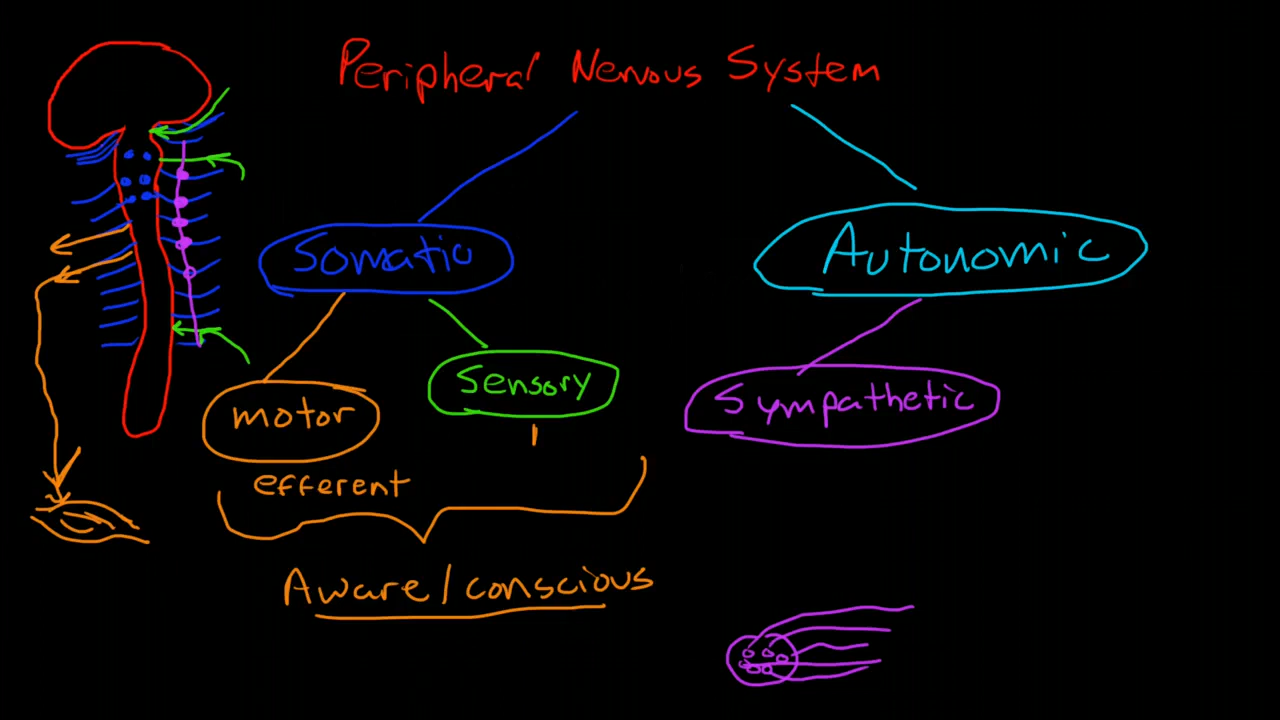 Peripheral Nervous System
Somatic
Autonomic
motor
Sensory
Sympathetic
efferent
Aware/conscious